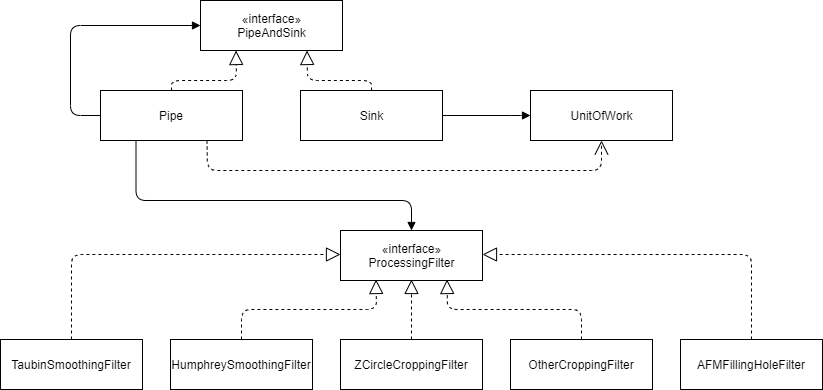 «interface»
PipeAndSink
Pipe
Sink
UnitOfWork
«interface»
ProcessingFilter
TaubinSmoothingFilter
HumphreySmoothingFilter
ZCircleCroppingFilter
OtherCroppingFilter
AFMFillingHoleFilter